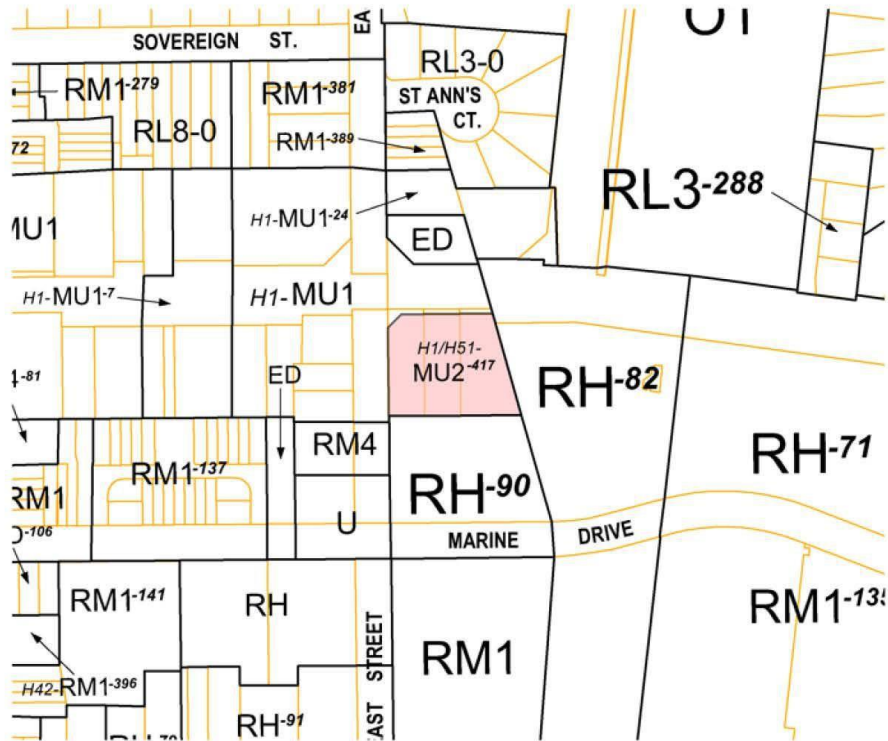 SOVEREIGN ST.
EA
RL3-0
RM1-279
RM1-381
ST ANN'S
CT.
RL8-0
RM1-389
72
RL3-288
H1-MU1-24
MU1
ED
H1-MU1-7
H1-MU1
H1/H51-
MU2-417
-81
ED
RH-82
RM4
RM1-137
RH-71
RH-90
RM1
U
-106
MARINE DRIVE
RM1-141
RH
RM1-135
RM1
EAST STREET
H42-RM1-396
RH-91